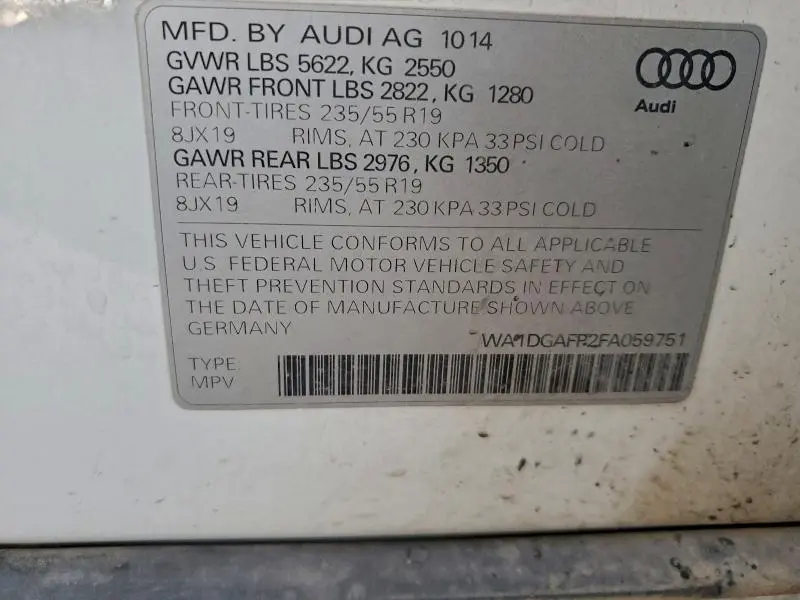 MFD. BY AUDI AG 1014
GVWR LBS 5622, KG 2550
GAWR FRONT LBS 2822, KG 1280
FRONT-TIRES 235/55 R19
8JX19 RIMS, AT 230 KPA 33 PSI COLD
GAWR REAR LBS 2976, KG 1350
REAR-TIRES 235/55 R19
8JX19 RIMS, AT 230 KPA 33 PSI COLD
Audi
THIS VEHICLE CONFORMS TO ALL APPLICABLE
U.S. FEDERAL MOTOR VEHICLE SAFETY AND
THEFT PREVENTION STANDARDS IN EFFECT ON
THE DATE OF MANUFACTURE SHOWN ABOVE
GERMANY
WA1DGAFP2FA059751
TYPE:
MPV